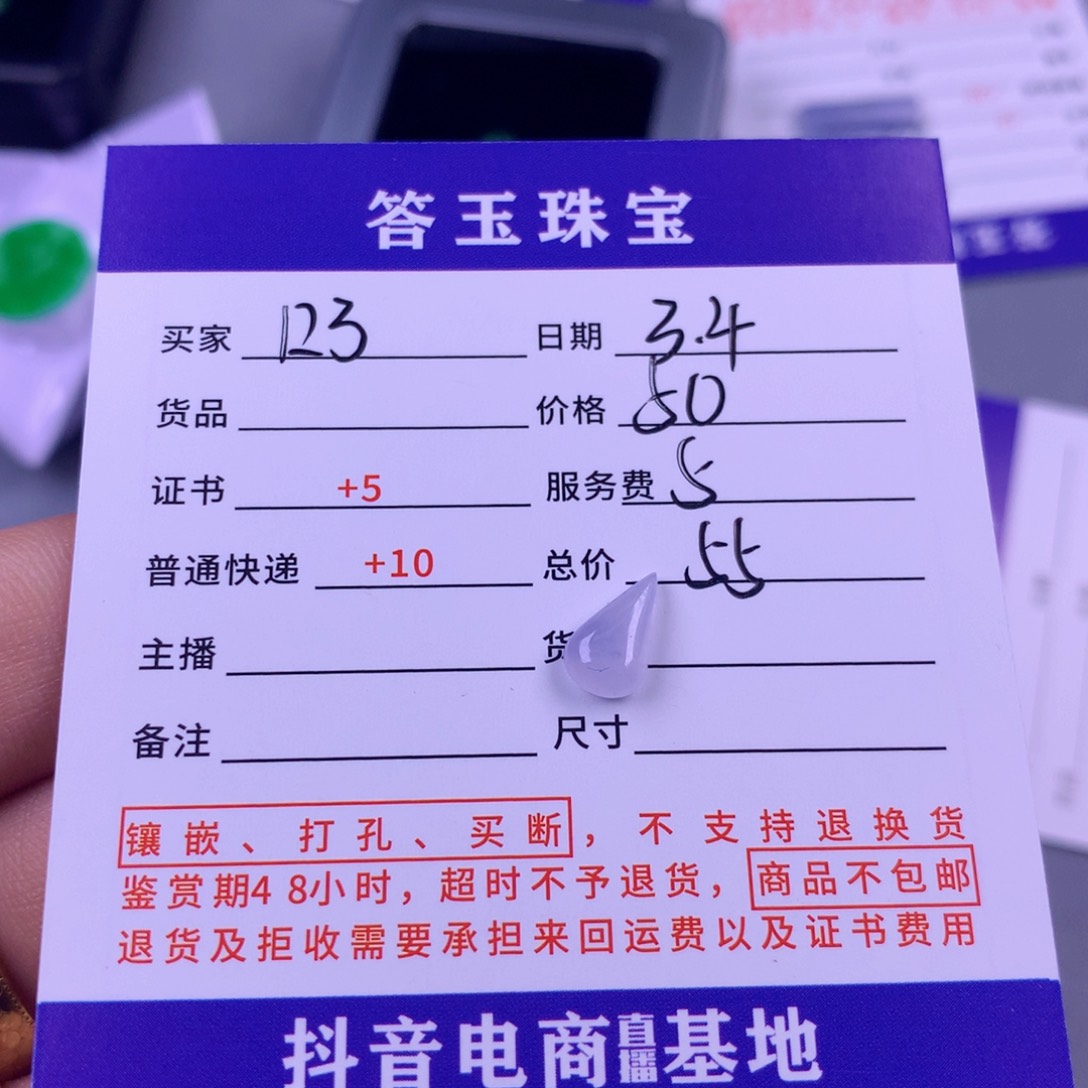 答玉珠宝
买家 123 日期 3.4
货品 价格 50
证书 +5 服务费 5
普通快递 +10 总价 55
主播 货
备注 尺寸
镶嵌、打孔、买断，不支持退换货
鉴赏期48小时，超时不予退货，商品不包邮
退货及拒收需要承担来回运费以及证书费用
抖音电商直播基地